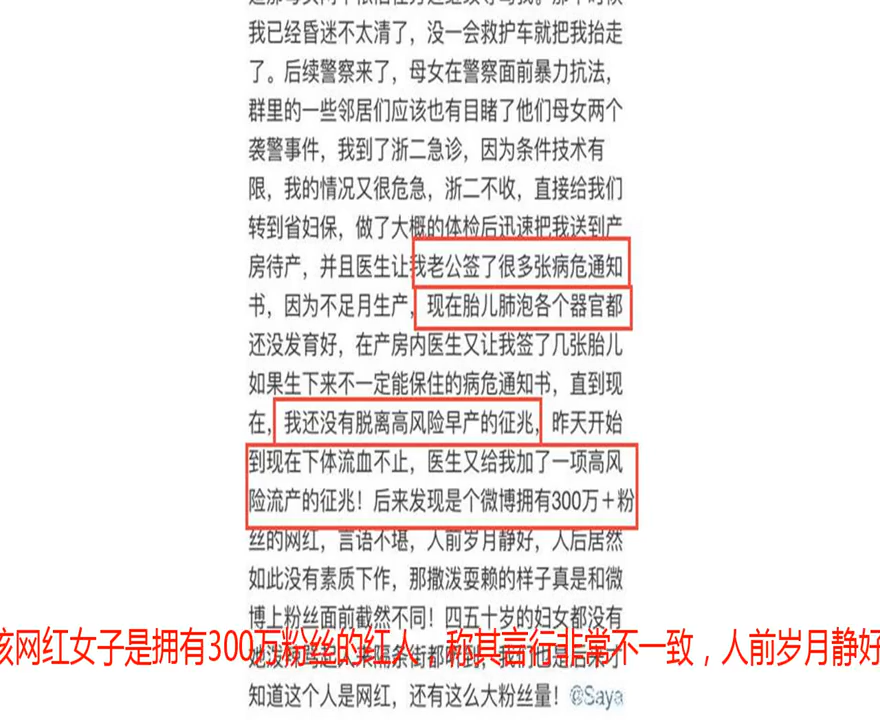 我已经昏迷不太清了，没一会救护车就把我抬走
了。后续警察来了，母女在警察面前暴力抗法，
群里的一些邻居们应该也有目睹了他们母女两个
袭警事件，我到了浙二急诊，因为条件技术有
限，我的情况又很危急，浙二不收，直接给我们
转到省妇保，做了大概的体检后迅速把我送到产
房待产，并且医生让我老公签了很多张病危通知
书，因为不足月生产，现在胎儿肺泡各个器官都
还没发育好，在产房内医生又让我签了几张胎儿
如果生下来不一定能保住的病危通知书，直到现
在，我还没有脱离高风险早产的征兆，昨天开始
到现在下体流血不止，医生又给我加了一项高风
险流产的征兆！后来发现是个微博拥有300万＋粉
丝的网红，言语不堪，人前岁月静好，人后居然
如此没有素质下作，那撒泼耍赖的样子真是和微
博上粉丝面前截然不同！四五十岁的妇女都没有
该网红女子是拥有300万粉丝的红人，称其言行非常不一致，人前岁月静好
知道这个人是网红，还有这么大粉丝量！@Saya